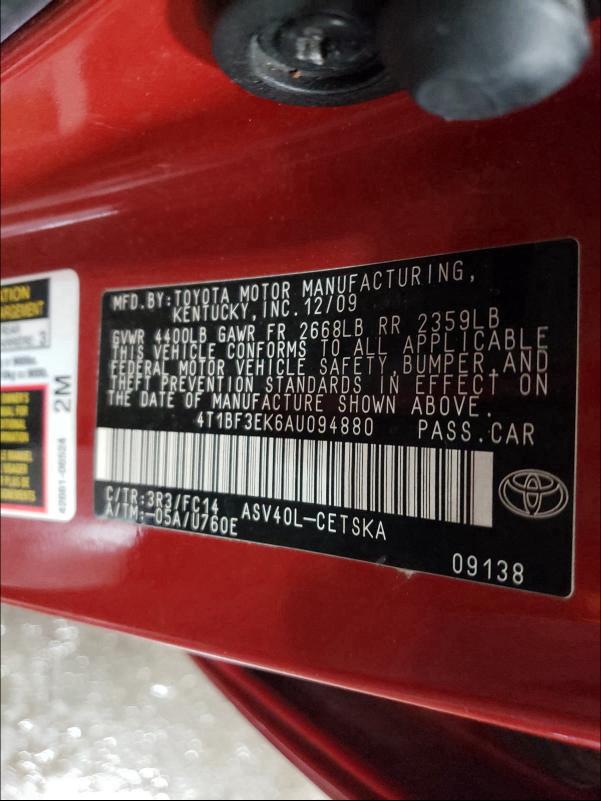 MFD.BY:TOYOTA MOTOR MANUFACTURING,
KENTUCKY, INC. 12/09
GVWR 4400LB GAWR FR 2668LB RR 2359LB
THIS VEHICLE CONFORMS TO ALL APPLICABLE
FEDERAL MOTOR VEHICLE SAFETY, BUMPER, AND
THEFT PREVENTION STANDARDS IN EFFECT ON
THE DATE OF MANUFACTURE SHOWN ABOVE.
4T1BF3EK6AU094880 PASS.CAR
C/TR:3R3/FC14 ASV40L-CETSKA
A/TM:-05A/U760E
09138
2M
42861-06524